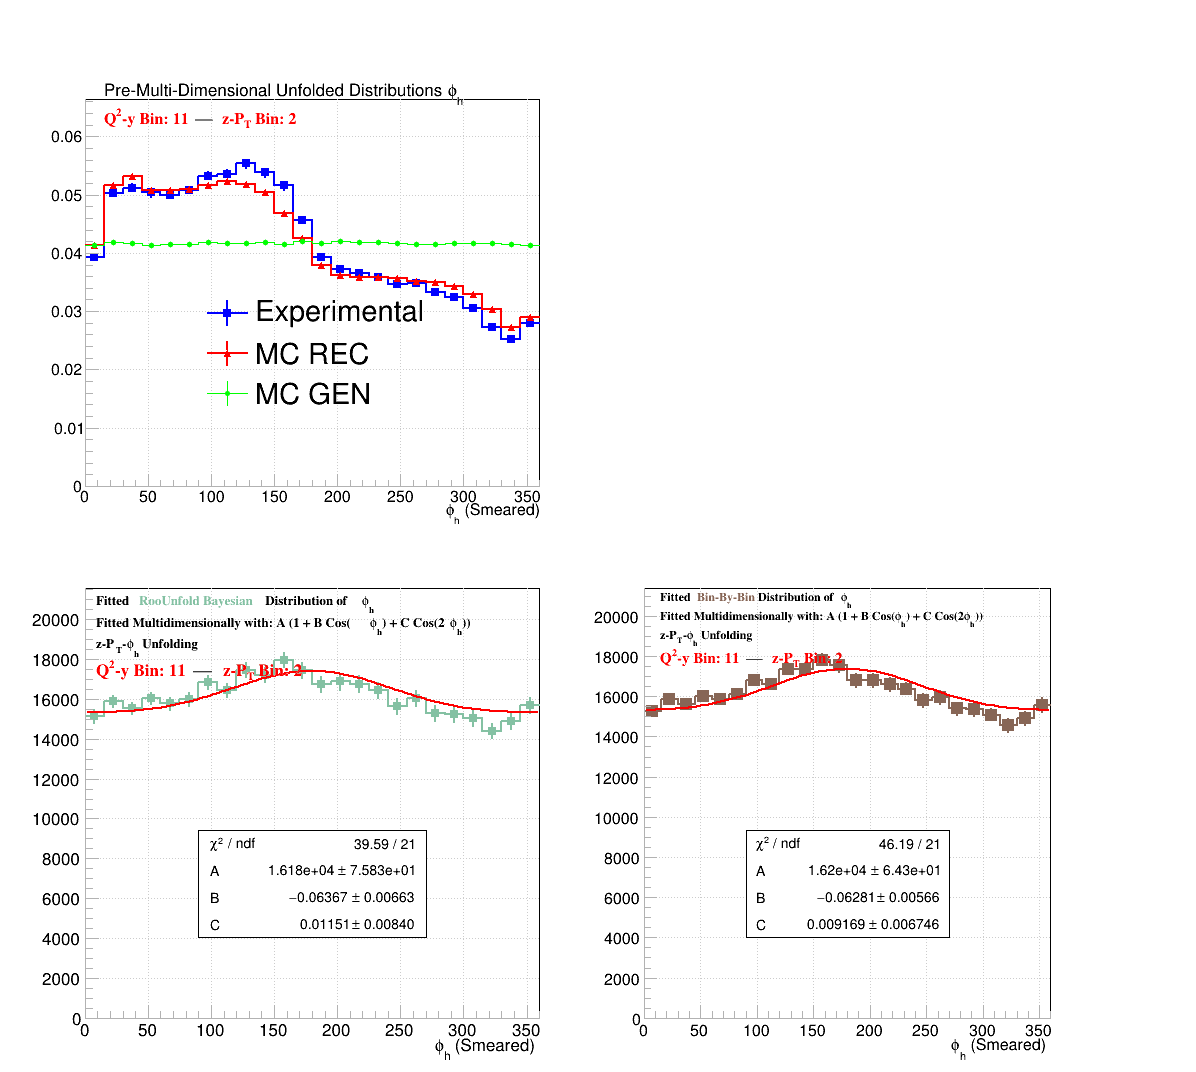 Pre-Multi-Dimensional Unfolded Distributions ϕh
Q²-y Bin: 11 — z-PT Bin: 2
0.06
0.05
0.04
0.03
0.02
0.01
0
Experimental
MC REC
MC GEN
0 50 100 150 200 250 300 350
ϕh (Smeared)
Fitted RooUnfold Bayesian Distribution of ϕh
Fitted Multidimensionally with: A (1 + B Cos( ϕh) + C Cos(2 ϕh))
z-PT-ϕh Unfolding
Q²-y Bin: 11 — z-PT Bin: 2
20000
18000
16000
14000
12000
10000
8000
6000
4000
2000
0
χ² / ndf 39.59 / 21
A 1.618e+04 ± 7.583e+01
B −0.06367 ± 0.00663
C 0.01151 ± 0.00840
0 50 100 150 200 250 300 350
ϕh (Smeared)
Fitted Bin-By-Bin Distribution of ϕh
Fitted Multidimensionally with: A (1 + B Cos(ϕh) + C Cos(2ϕh))
z-PT-ϕh Unfolding
Q²-y Bin: 11 — z-PT Bin: 2
20000
18000
16000
14000
12000
10000
8000
6000
4000
2000
0
χ² / ndf 46.19 / 21
A 1.62e+04 ± 6.43e+01
B −0.06281 ± 0.00566
C 0.009169 ± 0.006746
0 50 100 150 200 250 300 350
ϕh (Smeared)